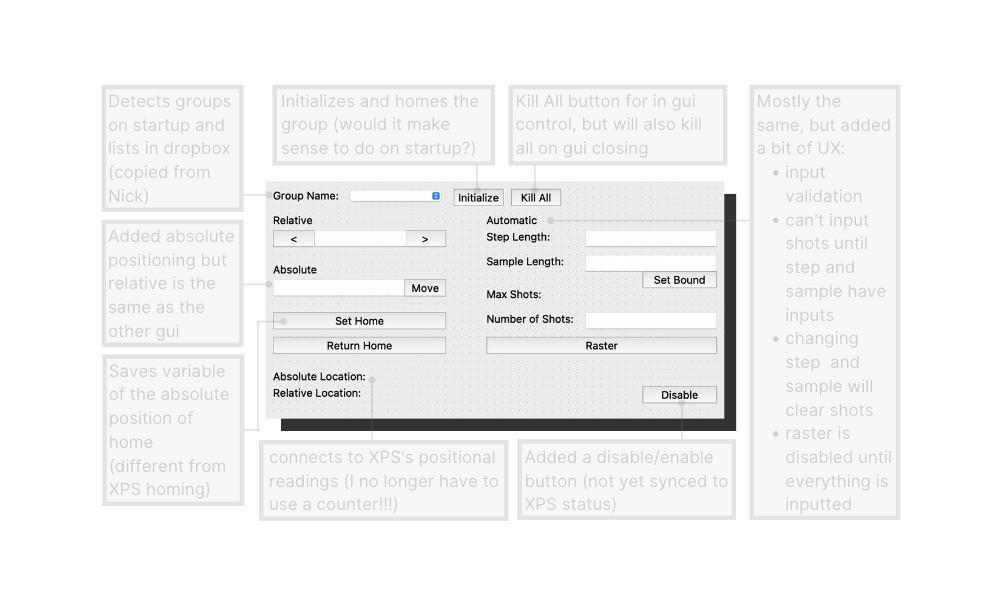 Detects groups
on startup and
lists in dropbox
(copied from
Nick)
Initializes and homes the
group (would it make
sense to do on startup?)
Kill All button for in gui
control, but will also kill
all on gui closing
Mostly the
same, but added
a bit of UX:
• input
validation
• can't input
shots until
step and
sample have
inputs
• changing
step and
sample will
clear shots
• raster is
disabled until
everything is
inputted
Added absolute
positioning but
relative is the
same as the
other gui
Saves variable
of the absolute
position of
home
(different from
XPS homing)
Group Name:
Initialize
Kill All
Relative
<
>
Absolute
Move
Set Home
Return Home
Absolute Location:
Relative Location:
Automatic
Step Length:
Sample Length:
Set Bound
Max Shots:
Number of Shots:
Raster
Disable
connects to XPS's positional
readings (I no longer have to
use a counter!!!)
Added a disable/enable
button (not yet synced to
XPS status)